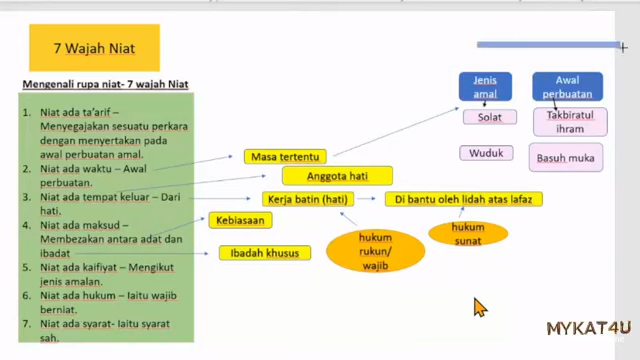 7 Wajah Niat
Mengenali rupa niat- 7 wajah Niat
1. Niat ada ta'arif –
Menyegajakan sesuatu perkara
dengan menyertakan pada
awal perbuatan amal.
2. Niat ada waktu – Awal
perbuatan.
3. Niat ada tempat keluar – Dari
hati.
4. Niat ada maksud –
Membezakan antara adat dan
ibadat
5. Niat ada kaifiyat – Mengikut
jenis amalan.
6. Niat ada hukum – Iaitu wajib
berniat.
7. Niat ada syarat- Iaitu syarat
sah.
Masa tertentu
Anggota hati
Kerja batin (hati)
Di bantu oleh lidah atas lafaz
Kebiasaan
Ibadah khusus
hukum
rukun/
wajib
hukum
sunat
Jenis
amal
Awal
perbuatan
Solat
Takbiratul
ihram
Wuduk
Basuh muka
MYKAT4U